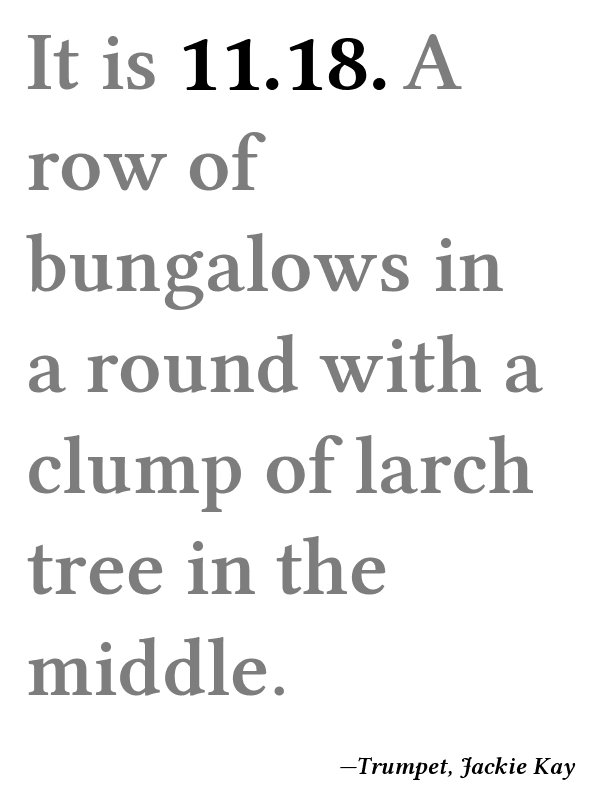 It is 11.18. A
row of
bungalows in
a round with a
clump of larch
tree in the
middle.
—Trumpet, Jackie Kay